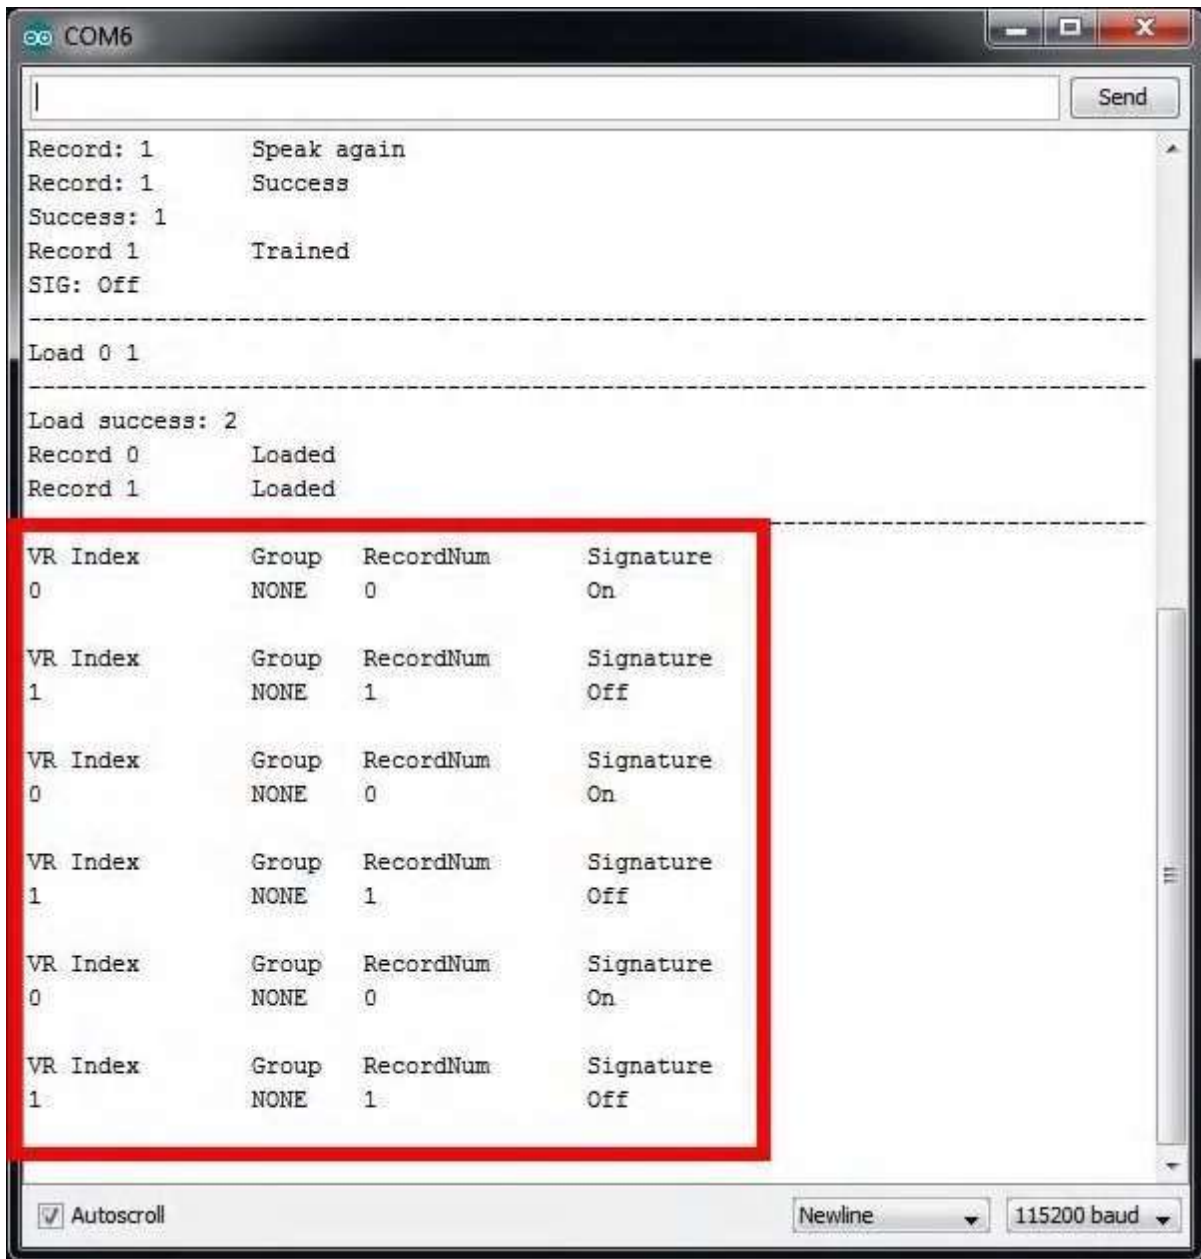 COM6
Send
Record: 1 Speak again
Record: 1 Success
Success: 1
Record 1 Trained
SIG: Off
--------------------------------------------------------------------------------
Load 0 1
--------------------------------------------------------------------------------
Load success: 2
Record 0 Loaded
Record 1 Loaded
--------------------------------------------------------------------------------
VR Index Group RecordNum Signature
0 NONE 0 On
VR Index Group RecordNum Signature
1 NONE 1 Off
VR Index Group RecordNum Signature
0 NONE 0 On
VR Index Group RecordNum Signature
1 NONE 1 Off
VR Index Group RecordNum Signature
0 NONE 0 On
VR Index Group RecordNum Signature
1 NONE 1 Off
Autoscroll Newline 115200 baud